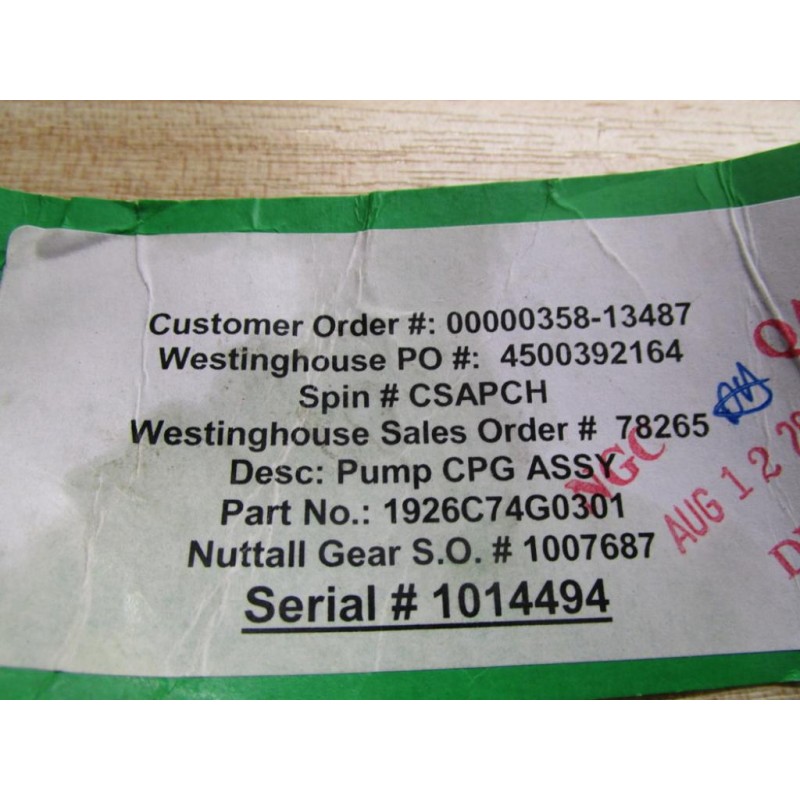 Customer Order #: 00000358-13487
Westinghouse PO #: 4500392164
Spin # CSAPCH
Westinghouse Sales Order # 78265
Desc: Pump CPG ASSY
Part No.: 1926C74G0301
Nuttall Gear S.O. # 1007687
Serial # 1014494
NGC
AUG 12